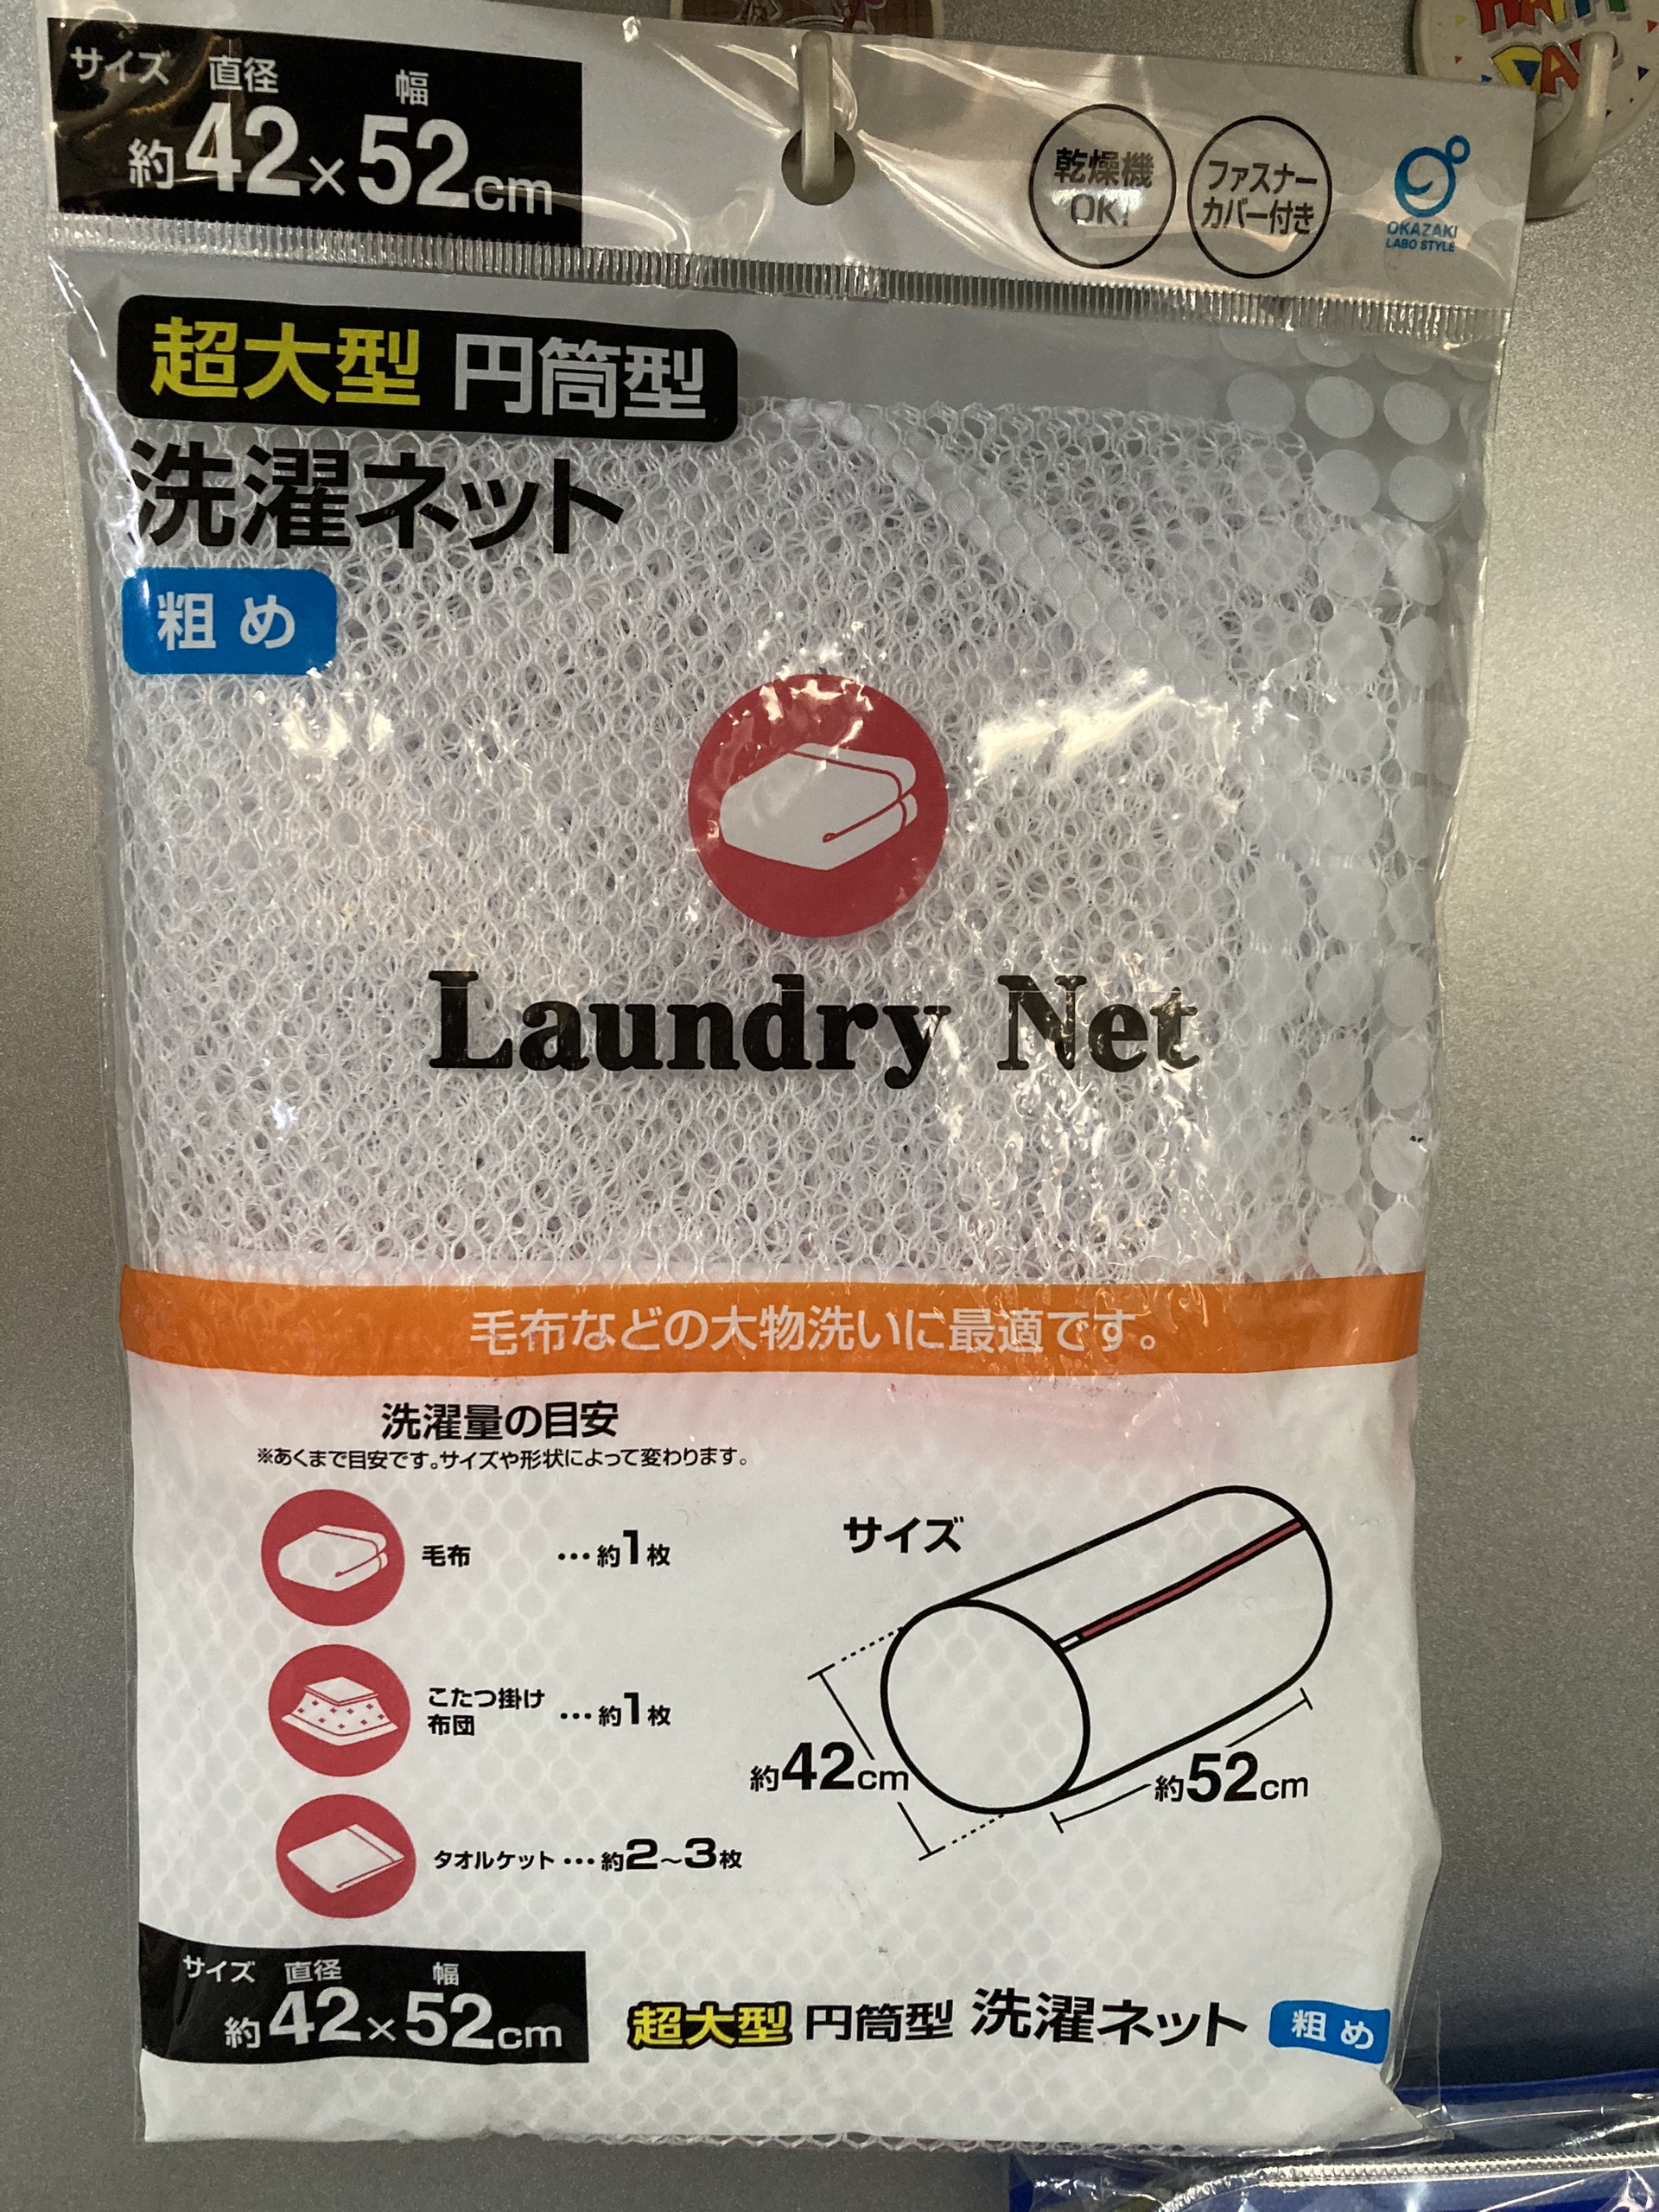 サイズ 直径 幅
約42×52cm
乾燥機
OK!
ファスナー
カバー付き
OKAZAKI
LABO STYLE
超大型 円筒型
洗濯ネット
粗め
Laundry Net
毛布などの大物洗いに最適です。
洗濯量の目安
※あくまで目安です。サイズや形状によって変わります。
毛布 …約1枚
こたつ掛け
布団 …約1枚
タオルケット…約2~3枚
サイズ
約42cm
約52cm
サイズ 直径 幅
約42×52cm
超大型 円筒型 洗濯ネット 粗め